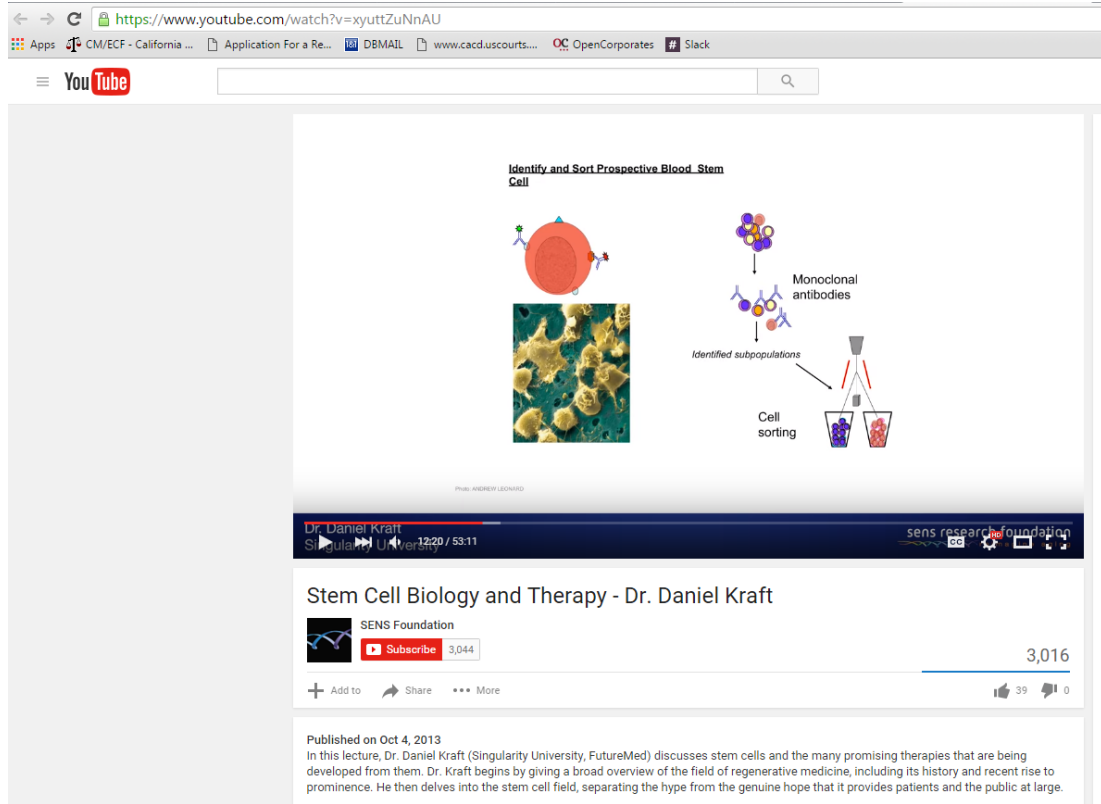 https://www.youtube.com/watch?v=xyuttZuNnAU
Apps CM/ECF - California ... Application For a Re... DBMAIL www.cacd.uscourts.... OpenCorporates Slack
YouTube
Identify and Sort Prospective Blood Stem
Cell
Monoclonal
antibodies
Identified subpopulations
Cell
sorting
Photo: ANDREW LEONARD
Dr. Daniel Kraft
Singularity University
sens research foundation
12:20 / 53:11
CC
HD
Stem Cell Biology and Therapy - Dr. Daniel Kraft
SENS Foundation
Subscribe 3,044
3,016
Add to Share More 39 0
Published on Oct 4, 2013
In this lecture, Dr. Daniel Kraft (Singularity University, FutureMed) discusses stem cells and the many promising therapies that are being
developed from them. Dr. Kraft begins by giving a broad overview of the field of regenerative medicine, including its history and recent rise to
prominence. He then delves into the stem cell field, separating the hype from the genuine hope that it provides patients and the public at large.